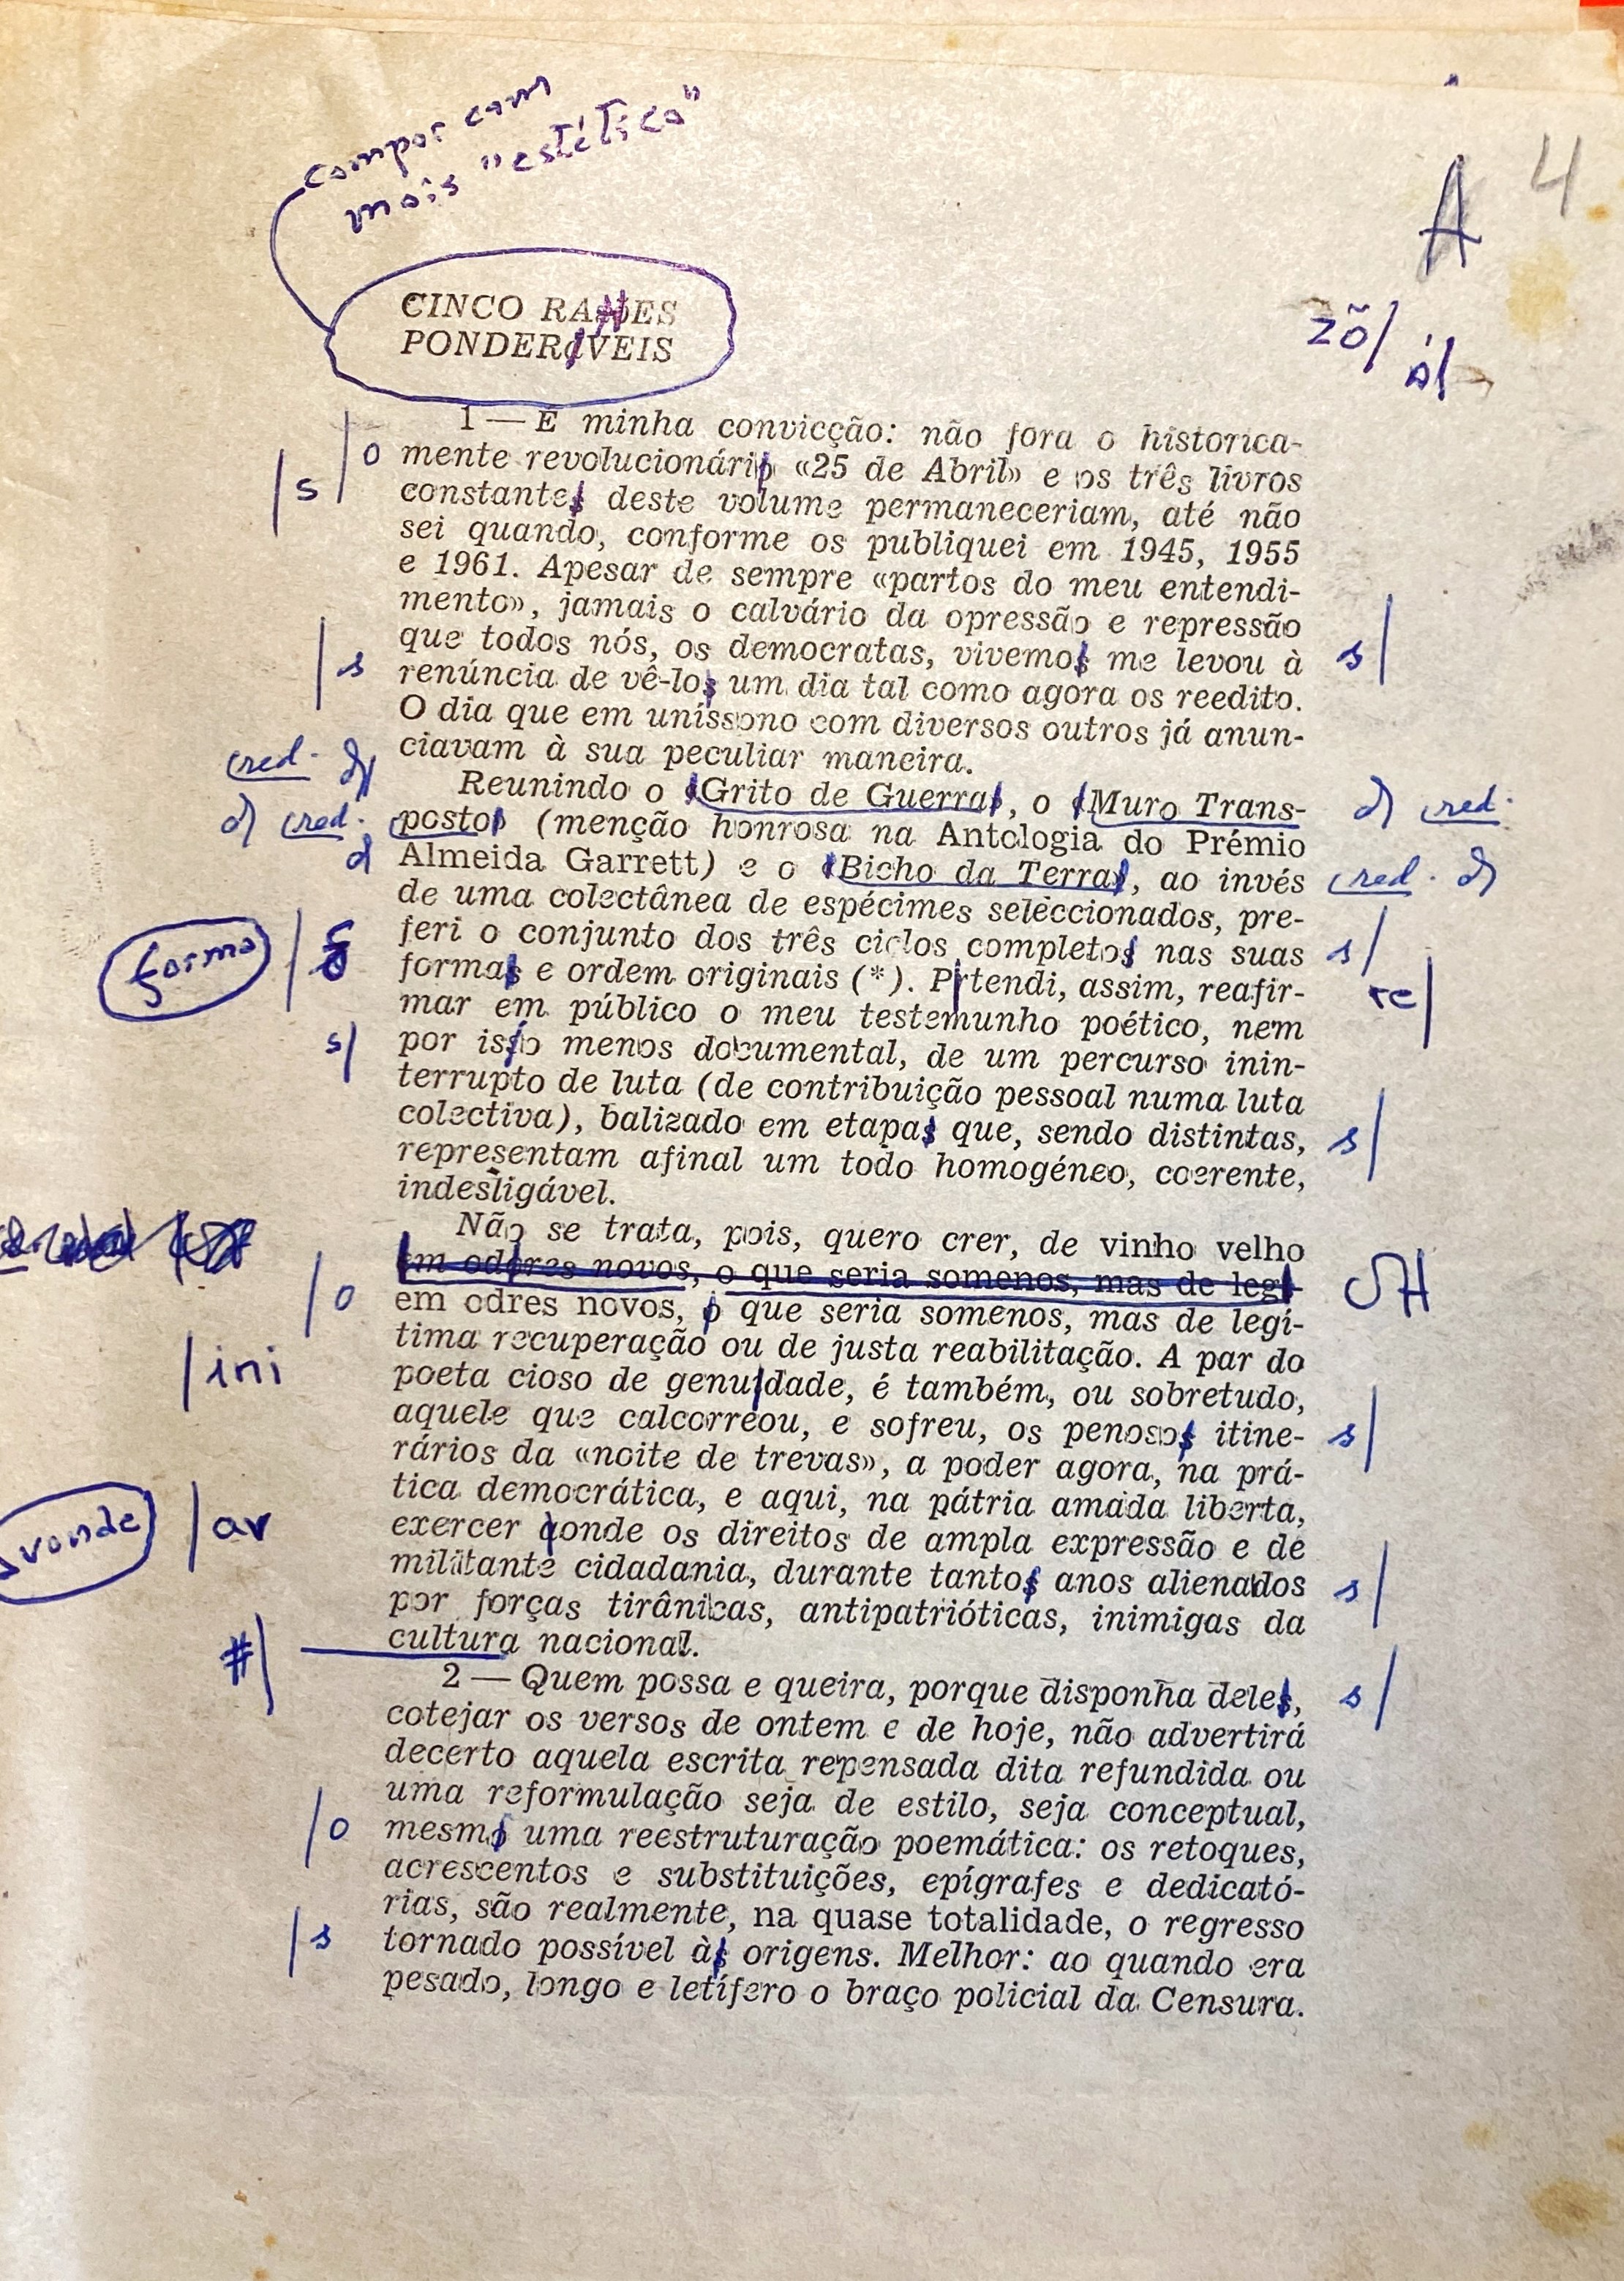 compor com
mais "estético"
A 4
CINCO RAES
PONDERVEIS
zõ/
á/
1 — E minha convicção: não fora o historica-
/o mente revolucionário «25 de Abril» e os três livros
/s constantes deste volume permaneceriam, até não
sei quando, conforme os publiquei em 1945, 1955
e 1961. Apesar de sempre «partos do meu entendi-
mento», jamais o calvário da opressão e repressão
que todos nós, os democratas, vivemos me levou à s/
/s renúncia de vê-los um dia tal como agora os reedito.
O dia que em uníssono com diversos outros já anun-
ciavam à sua peculiar maneira.
red. Reunindo o Grito de Guerra, o Muro Trans- red.
red. posto (menção honrosa na Antologia do Prémio
Almeida Garrett) e o Bicho da Terra, ao invés red.
de uma colectânea de espécimes seleccionados, pre-
feri o conjunto dos três ciclos completos nas suas s/
forma / formas e ordem originais (*). Prtendi, assim, reafir- re/
mar em público o meu testemunho poético, nem
s/ por isso menos documental, de um percurso inin-
terrupto de luta (de contribuição pessoal numa luta
colectiva), balizado em etapas que, sendo distintas, s/
representam afinal um todo homogéneo, coerente,
indesligável.
Não se trata, pois, quero crer, de vinho velho
em odres novos, o que seria somenos, mas de legí-
/o em odres novos, o que seria somenos, mas de legí-
tima recuperação ou de justa reabilitação. A par do
/ini poeta cioso de genuidade, é também, ou sobretudo,
aquele que calcorreou, e sofreu, os penosos itine- s/
rários da «noite de trevas», a poder agora, na prá-
tica democrática, e aqui, na pátria amada liberta,
vonde /av exercer aonde os direitos de ampla expressão e de
militante cidadania, durante tantos anos alienados s/
por forças tirânicas, antipatrióticas, inimigas da
#/ cultura nacional.
2 — Quem possa e queira, porque disponha deles, s/
cotejar os versos de ontem e de hoje, não advertirá
decerto aquela escrita repensada dita refundida ou
uma reformulação seja de estilo, seja conceptual,
/o mesmo uma reestruturação poemática: os retoques,
acrescentos e substituições, epígrafes e dedicató-
rias, são realmente, na quase totalidade, o regresso
/s tornado possível às origens. Melhor: ao quando era
pesado, longo e letífero o braço policial da Censura.